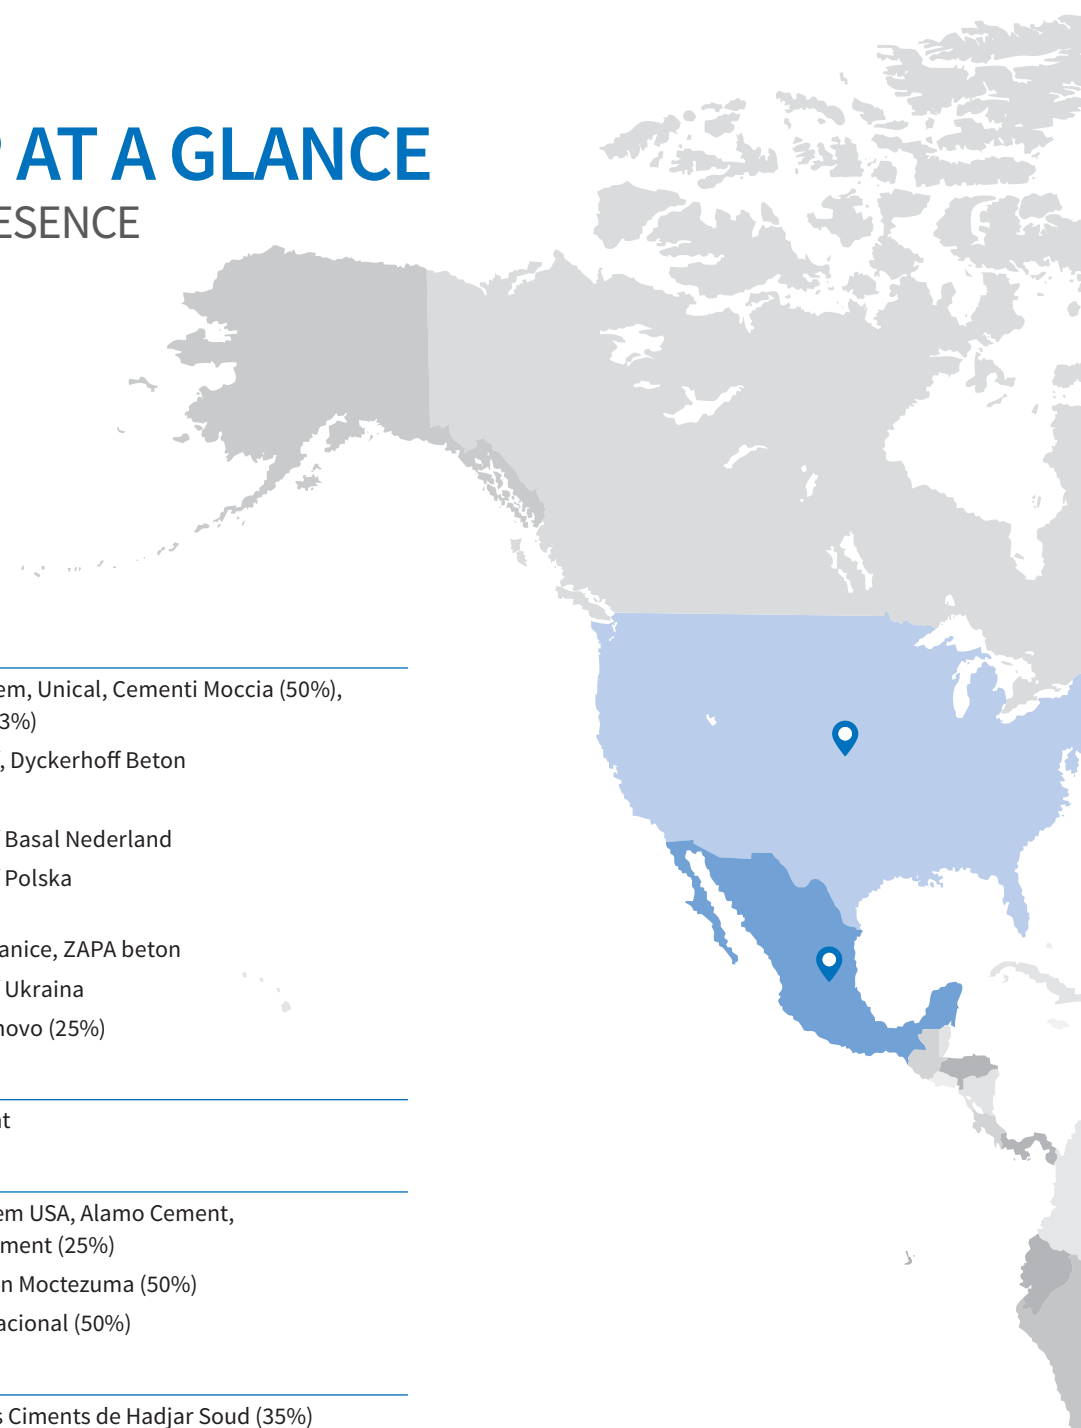 AT A GLANCE
ESENCE
em, Unical, Cementi Moccia (50%),
3%)
, Dyckerhoff Beton
Basal Nederland
Polska
anice, ZAPA beton
Ukraina
novo (25%)
nt
em USA, Alamo Cement,
ment (25%)
n Moctezuma (50%)
acional (50%)
s Ciments de Hadjar Soud (35%)